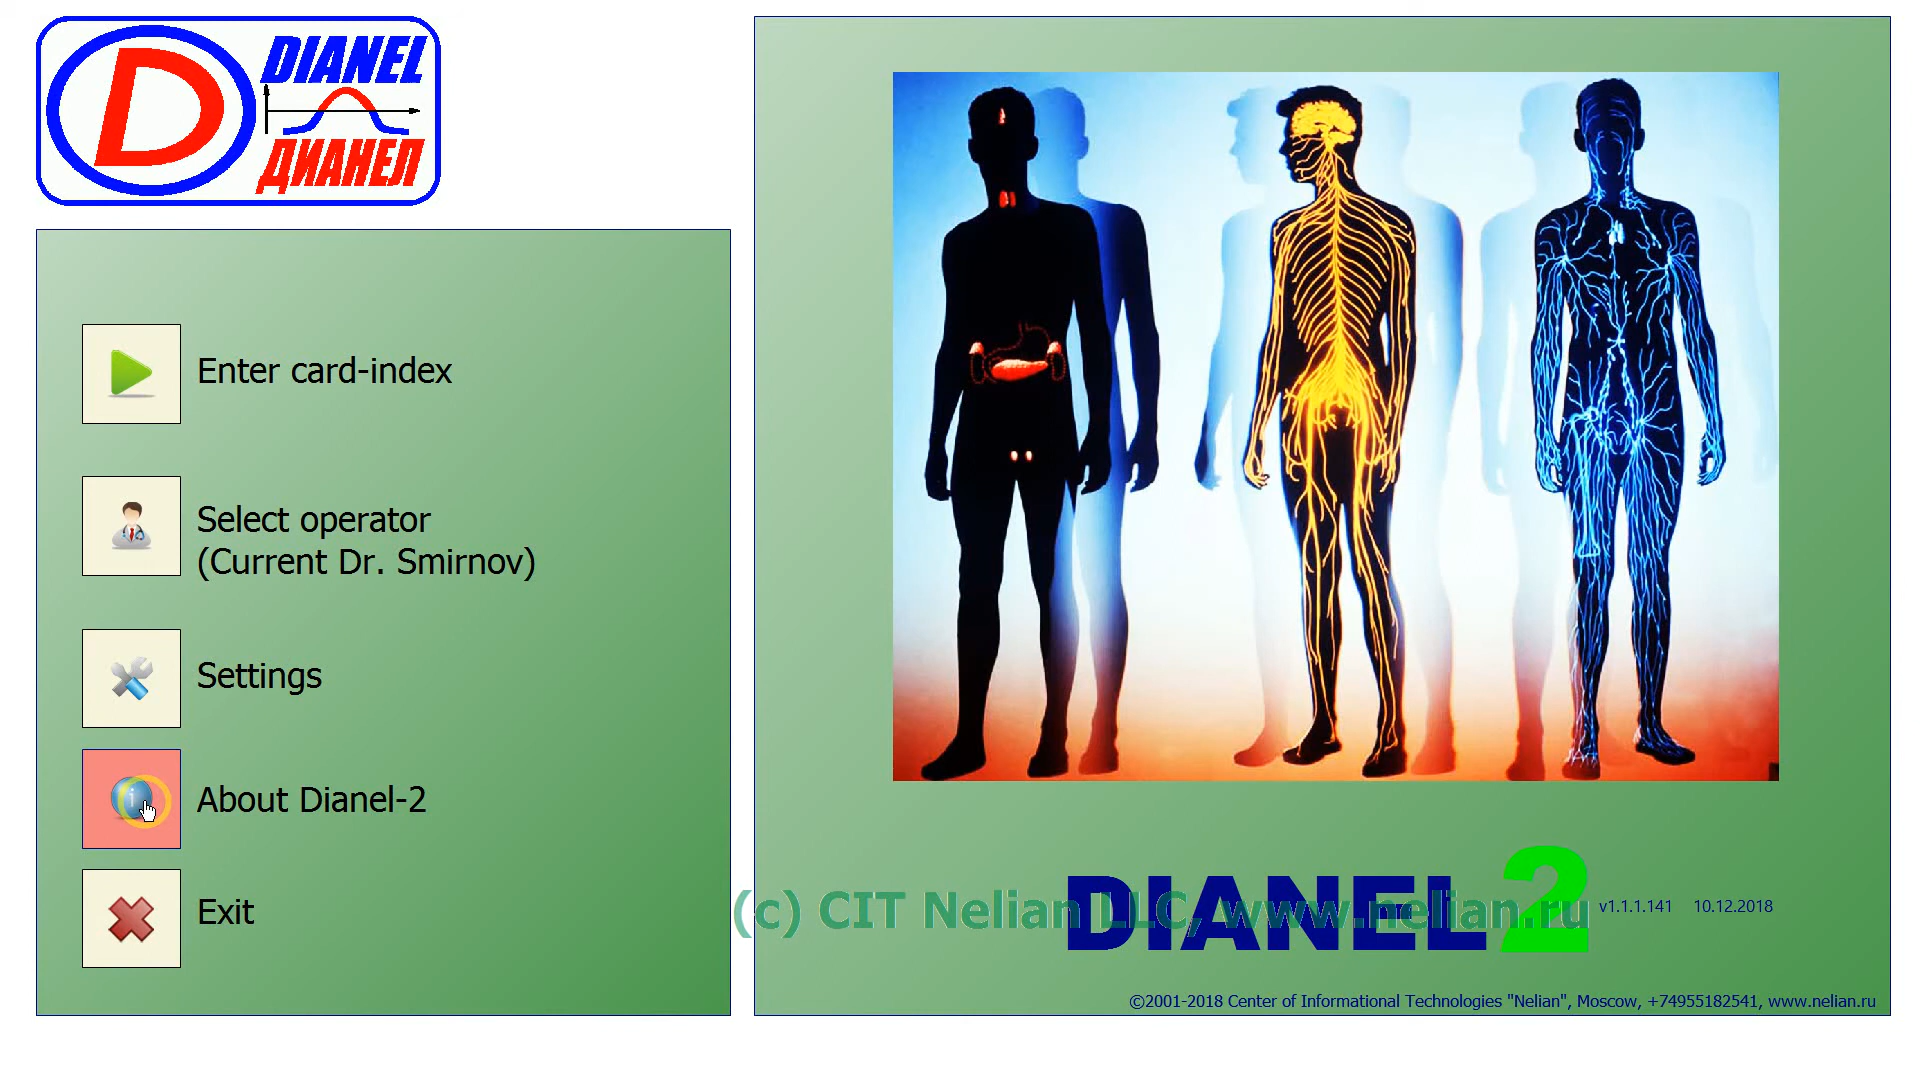 D
DIANEL
ДИАНЕЛ
Enter card-index
Select operator
(Current Dr. Smirnov)
Settings
About Dianel-2
Exit
DIANEL 2
(c) CIT Nelian LLC, www.nelian.ru
v1.1.1.141 10.12.2018
©2001-2018 Center of Informational Technologies "Nelian", Moscow, +74955182541, www.nelian.ru